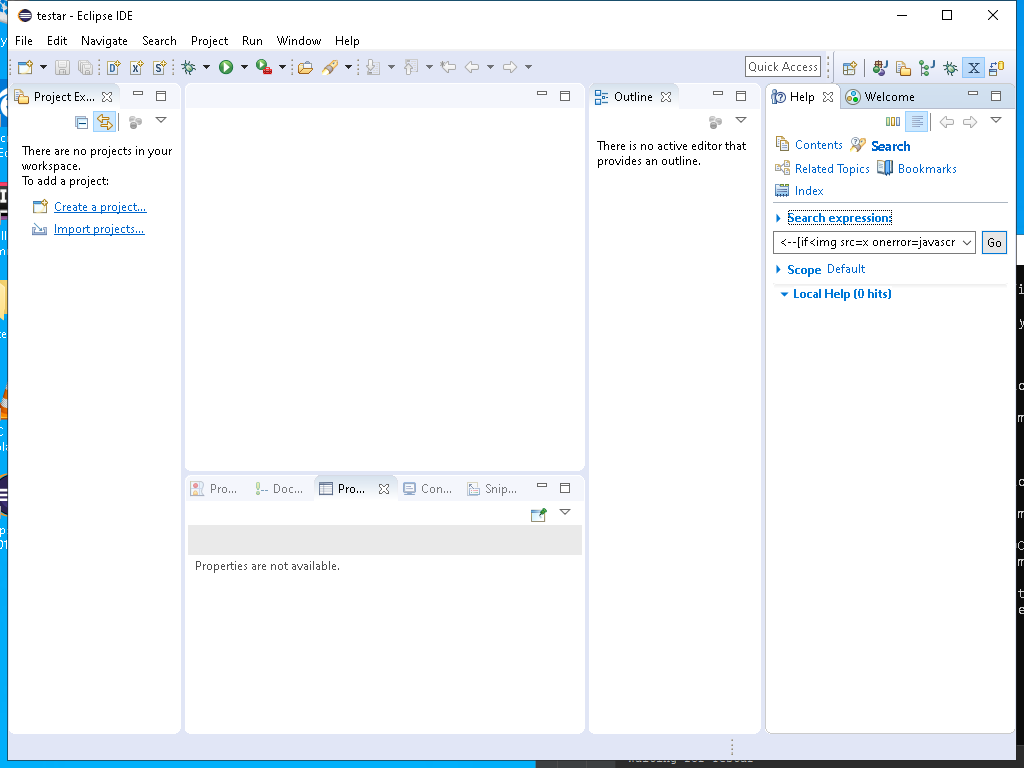 testar - Eclipse IDE
File Edit Navigate Search Project Run Window Help
Quick Access
Project Ex...
There are no projects in your
workspace.
To add a project:
Create a project...
Import projects...
Outline
There is no active editor that
provides an outline.
Help Welcome
Contents Search
Related Topics Bookmarks
Index
Search expression:
<--[if<img src=x onerror=javascr
Go
Scope Default
Local Help (0 hits)
Pro... Doc... Pro... Con... Snip...
Properties are not available.